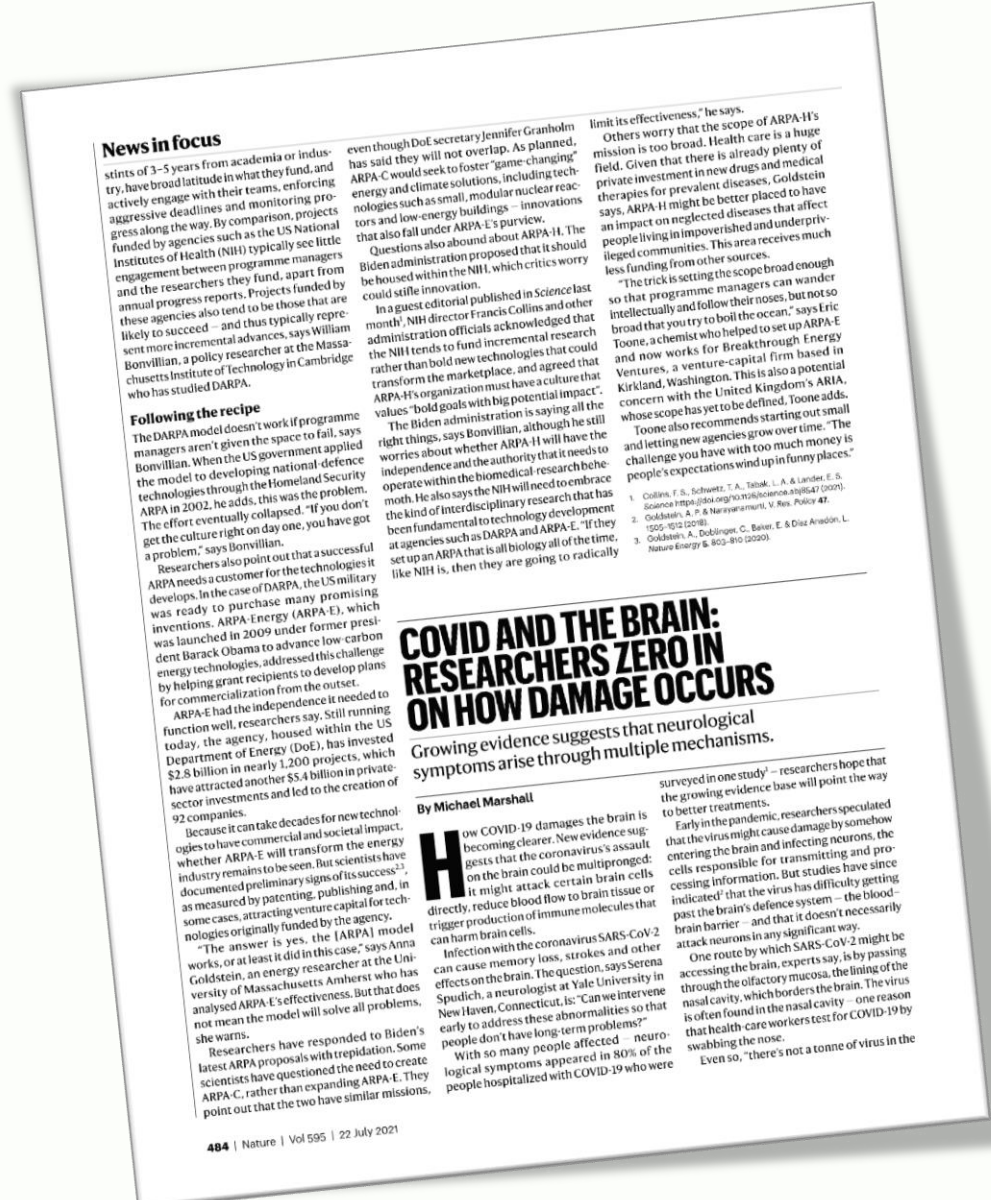 News in focus
stints of 3–5 years from academia or indus-
try, have broad latitude in what they fund, and
actively engage with their teams, enforcing
aggressive deadlines and monitoring pro-
gress along the way. By comparison, projects
funded by agencies such as the US National
Institutes of Health (NIH) typically see little
engagement between programme managers
and the researchers they fund, apart from
annual progress reports. Projects funded by
these agencies also tend to be those that are
likely to succeed — and thus typically repre-
sent more incremental advances, says William
Bonvillian, a policy researcher at the Massa-
chusetts Institute of Technology in Cambridge
who has studied DARPA.
Following the recipe
The DARPA model doesn't work if programme
managers aren't given the space to fail, says
Bonvillian. When the US government applied
the model to developing national-defence
technologies through the Homeland Security
ARPA in 2002, he adds, this was the problem.
The effort eventually collapsed. "If you don't
get the culture right on day one, you have got
a problem," says Bonvillian.
Researchers also point out that a successful
ARPA needs a customer for the technologies it
develops. In the case of DARPA, the US military
was ready to purchase many promising
inventions. ARPA-Energy (ARPA-E), which
was launched in 2009 under former presi-
dent Barack Obama to advance low-carbon
energy technologies, addressed this challenge
by helping grant recipients to develop plans
for commercialization from the outset.
ARPA-E had the independence it needed to
function well, researchers say. Still running
today, the agency, housed within the US
Department of Energy (DoE), has invested
$2.8 billion in nearly 1,200 projects, which
have attracted another $5.4 billion in private-
sector investments and led to the creation of
92 companies.
Because it can take decades for new technol-
ogies to have commercial and societal impact,
whether ARPA-E will transform the energy
industry remains to be seen. But scientists have
documented preliminary signs of its success2,3,
as measured by patenting, publishing and, in
some cases, attracting venture capital for tech-
nologies originally funded by the agency.
"The answer is yes, the [ARPA] model
works, or at least it did in this case," says Anna
Goldstein, an energy researcher at the Uni-
versity of Massachusetts Amherst who has
analysed ARPA-E's effectiveness. But that does
not mean the model will solve all problems,
she warns.
Researchers have responded to Biden's
latest ARPA proposals with trepidation. Some
scientists have questioned the need to create
ARPA-C, rather than expanding ARPA-E. They
point out that the two have similar missions,
even though DoE secretary Jennifer Granholm
has said they will not overlap. As planned,
ARPA-C would seek to foster "game-changing"
energy and climate solutions, including tech-
nologies such as small, modular nuclear reac-
tors and low-energy buildings — innovations
that also fall under ARPA-E's purview.
Questions also abound about ARPA-H. The
Biden administration proposed that it should
be housed within the NIH, which critics worry
could stifle innovation.
In a guest editorial published in Science last
month1, NIH director Francis Collins and other
administration officials acknowledged that
the NIH tends to fund incremental research
rather than bold new technologies that could
transform the marketplace, and agreed that
ARPA-H's organization must have a culture that
values "bold goals with big potential impact".
The Biden administration is saying all the
right things, says Bonvillian, although he still
worries about whether ARPA-H will have the
independence and the authority that it needs to
operate within the biomedical-research behe-
moth. He also says the NIH will need to embrace
the kind of interdisciplinary research that has
been fundamental to technology development
at agencies such as DARPA and ARPA-E. "If they
set up an ARPA that is all biology all of the time,
like NIH is, then they are going to radically
limit its effectiveness," he says.
Others worry that the scope of ARPA-H's
mission is too broad. Health care is a huge
field. Given that there is already plenty of
private investment in new drugs and medical
therapies for prevalent diseases, Goldstein
says, ARPA-H might be better placed to have
an impact on neglected diseases that affect
people living in impoverished and underpriv-
ileged communities. This area receives much
less funding from other sources.
"The trick is setting the scope broad enough
so that programme managers can wander
intellectually and follow their noses, but not so
broad that you try to boil the ocean," says Eric
Toone, a chemist who helped to set up ARPA-E
and now works for Breakthrough Energy
Ventures, a venture-capital firm based in
Kirkland, Washington. This is also a potential
concern with the United Kingdom's ARIA,
whose scope has yet to be defined, Toone adds.
Toone also recommends starting out small
and letting new agencies grow over time. "The
challenge you have with too much money is
people's expectations wind up in funny places."
1. Collins, F. S., Schwetz, T. A., Tabak, L. A. & Lander, E. S.
Science https://doi.org/10.1126/science.abj8547 (2021).
2. Goldstein, A. P. & Narayanamurti, V. Res. Policy 47,
1505–1512 (2018).
3. Goldstein, A., Doblinger, C., Baker, E. & Díaz Anadón, L.
Nature Energy 5, 803–810 (2020).
COVID AND THE BRAIN:
RESEARCHERS ZERO IN
ON HOW DAMAGE OCCURS
Growing evidence suggests that neurological
symptoms arise through multiple mechanisms.
By Michael Marshall
How COVID-19 damages the brain is
becoming clearer. New evidence sug-
gests that the coronavirus's assault
on the brain could be multipronged:
it might attack certain brain cells
directly, reduce blood flow to brain tissue or
trigger production of immune molecules that
can harm brain cells.
Infection with the coronavirus SARS-CoV-2
can cause memory loss, strokes and other
effects on the brain. The question, says Serena
Spudich, a neurologist at Yale University in
New Haven, Connecticut, is: "Can we intervene
early to address these abnormalities so that
people don't have long-term problems?"
With so many people affected — neuro-
logical symptoms appeared in 80% of the
people hospitalized with COVID-19 who were
surveyed in one study1 — researchers hope that
the growing evidence base will point the way
to better treatments.
Early in the pandemic, researchers speculated
that the virus might cause damage by somehow
entering the brain and infecting neurons, the
cells responsible for transmitting and pro-
cessing information. But studies have since
indicated2 that the virus has difficulty getting
past the brain's defence system — the blood–
brain barrier — and that it doesn't necessarily
attack neurons in any significant way.
One route by which SARS-CoV-2 might be
accessing the brain, experts say, is by passing
through the olfactory mucosa, the lining of the
nasal cavity, which borders the brain. The virus
is often found in the nasal cavity — one reason
that health-care workers test for COVID-19 by
swabbing the nose.
Even so, "there's not a tonne of virus in the
484 | Nature | Vol 595 | 22 July 2021